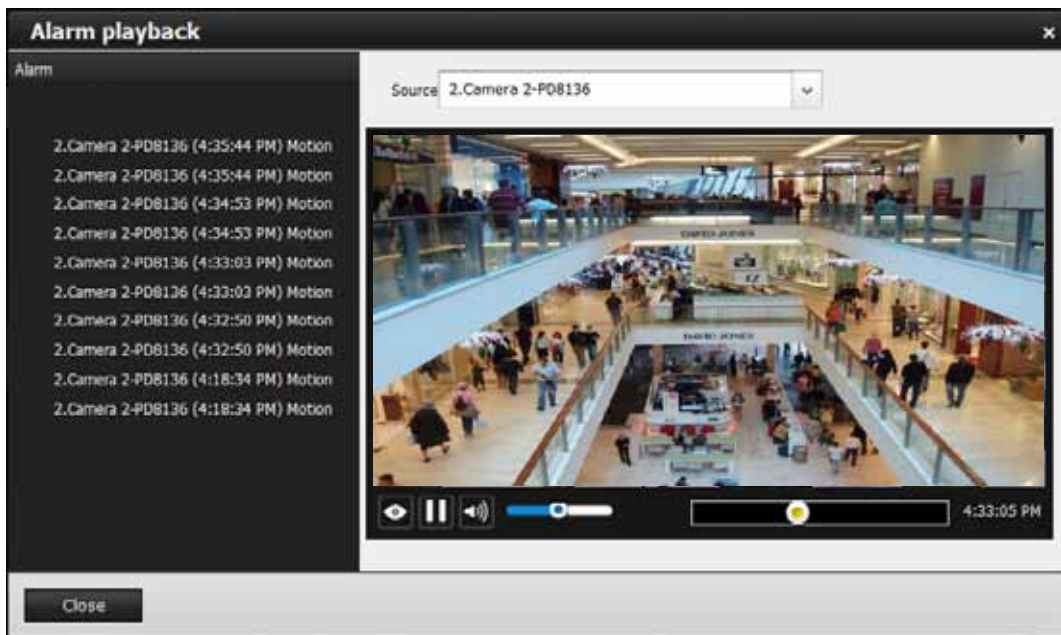 Alarm playback
Alarm
Source 2.Camera 2-PD8136
2.Camera 2-PD8136 (4:35:44 PM) Motion
2.Camera 2-PD8136 (4:35:44 PM) Motion
2.Camera 2-PD8136 (4:34:53 PM) Motion
2.Camera 2-PD8136 (4:34:53 PM) Motion
2.Camera 2-PD8136 (4:33:03 PM) Motion
2.Camera 2-PD8136 (4:33:03 PM) Motion
2.Camera 2-PD8136 (4:32:50 PM) Motion
2.Camera 2-PD8136 (4:32:50 PM) Motion
2.Camera 2-PD8136 (4:18:34 PM) Motion
2.Camera 2-PD8136 (4:18:34 PM) Motion
DAVID JONES
DAVID JONES
4:33:05 PM
Close